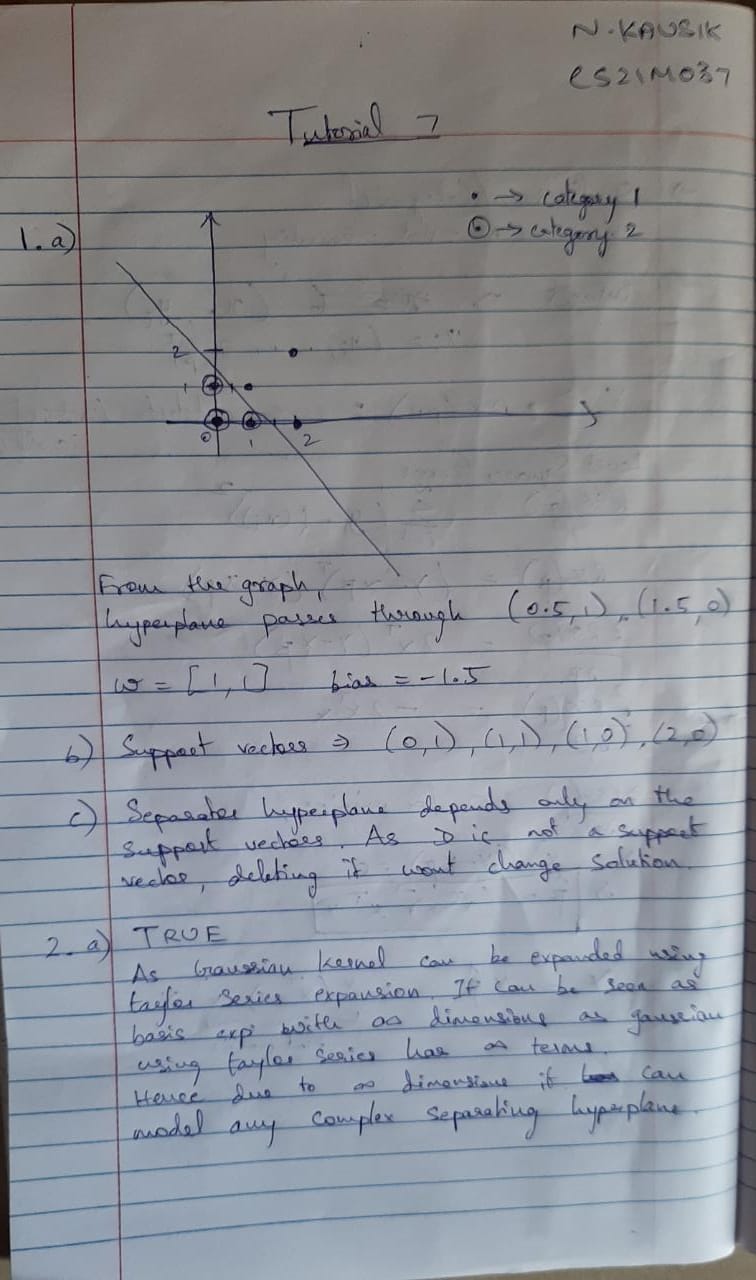 N.KAUSIK
CS21M037
Tutorial 7
• → category 1
⊙ → category 2
1. a)
2
1
0 1 2
From the graph,
hyperplane passes through (0.5,1), (1.5,0)
w = [1,1] bias = -1.5
b) Support vectors ⇒ (0,1), (1,1), (1,0), (2,0)
c) Separates hyperplane depends only on the
support vectors. As D is not a support
vector, deleting it wont change solution.
2. a) TRUE
As Graussian Kernel can be expanded using
taylor series expansion. It can be seen as
basis exp with ∞ dimensions as gaussian
using taylor series has ∞ terms.
Hence due to ∞ dimensions it can
model any complex separating hyperplane.